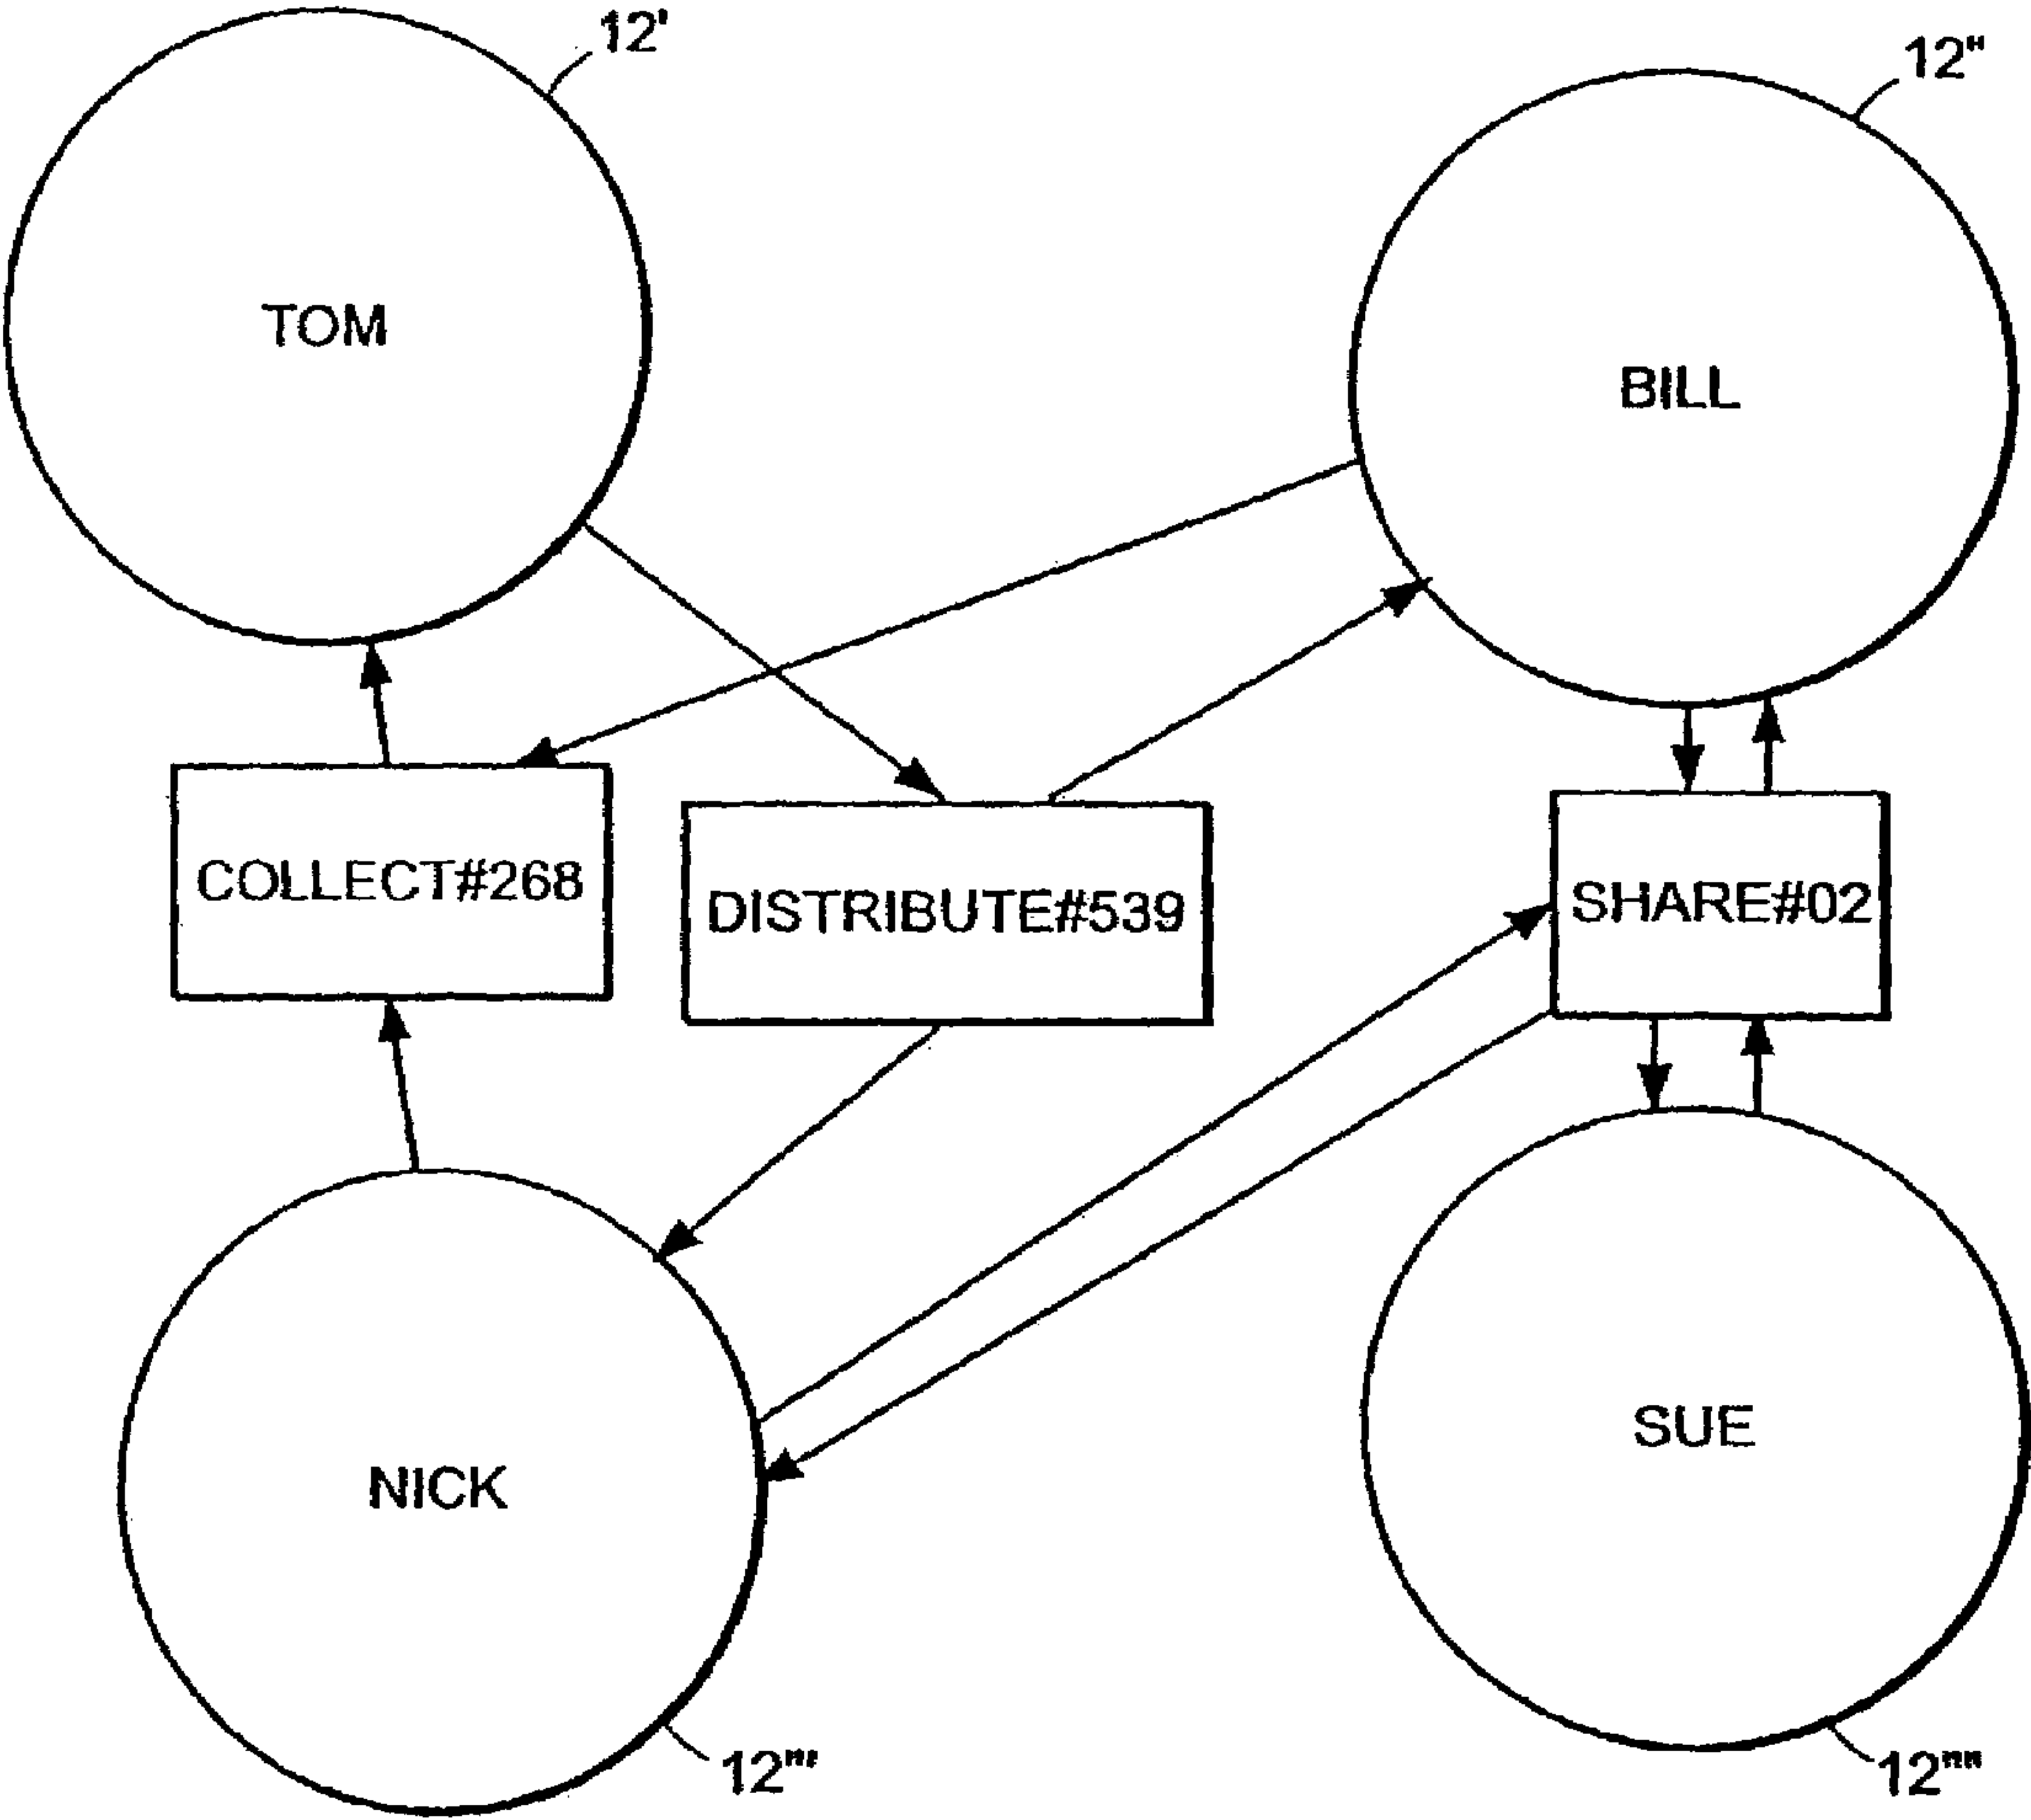 12'
12"
TOM
BILL
COLLECT#268
DISTRIBUTE#539
SHARE#02
NICK
SUE
12'''
12""